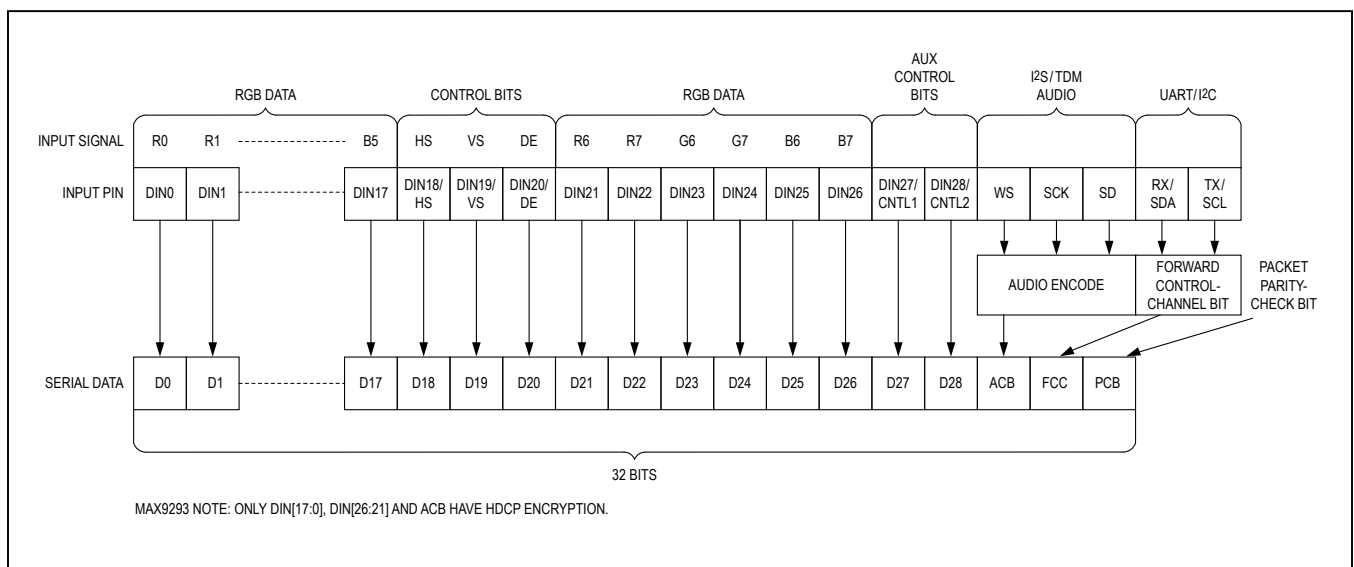 AUX
CONTROL
BITS
I2S/TDM
AUDIO
RGB DATA CONTROL BITS RGB DATA UART/I2C
INPUT SIGNAL R0 R1 B5 HS VS DE R6 R7 G6 G7 B6 B7
INPUT PIN DIN0 DIN1 DIN17 DIN18/ HS DIN19/ VS DIN20/ DE DIN21 DIN22 DIN23 DIN24 DIN25 DIN26 DIN27/ CNTL1 DIN28/ CNTL2 WS SCK SD RX/ SDA TX/ SCL
AUDIO ENCODE
FORWARD
CONTROL-
CHANNEL BIT
PACKET
PARITY-
CHECK BIT
SERIAL DATA D0 D1 D17 D18 D19 D20 D21 D22 D23 D24 D25 D26 D27 D28 ACB FCC PCB
32 BITS
MAX9293 NOTE: ONLY DIN[17:0], DIN[26:21] AND ACB HAVE HDCP ENCRYPTION.